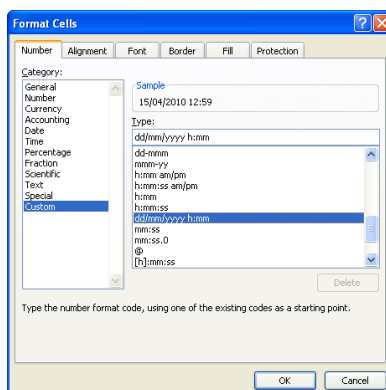 Format Cells
Number Alignment Font Border Fill Protection
Category:
General
Number
Currency
Accounting
Date
Time
Percentage
Fraction
Scientific
Text
Special
Custom
Sample
15/04/2010 12:59
Type:
dd/mm/yyyy h:mm
dd-mmm
mmm-yy
h:mm am/pm
h:mm:ss am/pm
h:mm
h:mm:ss
dd/mm/yyyy h:mm
mm:ss
mm:ss.0
@
[h]:mm:ss
Delete
Type the number format code, using one of the existing codes as a starting point.
OK Cancel